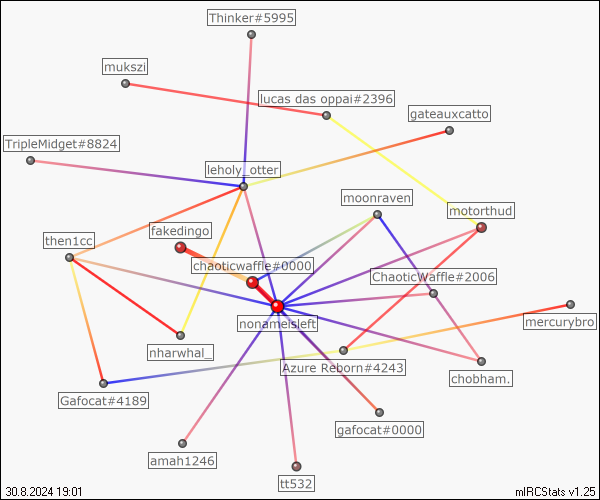 Thinker#5995
mukszi
lucas das oppai#2396
gateauxcatto
TripleMidget#8824
leholy_otter
moonraven
motorthud
fakedingo
then1cc
chaoticwaffle#0000
ChaoticWaffle#2006
nonameisleft
mercurybro
nharwhal_
Azure Reborn#4243
chobham.
Gafocat#4189
gafocat#0000
amah1246
tt532
30.8.2024 19:01
mIRCStats v1.25